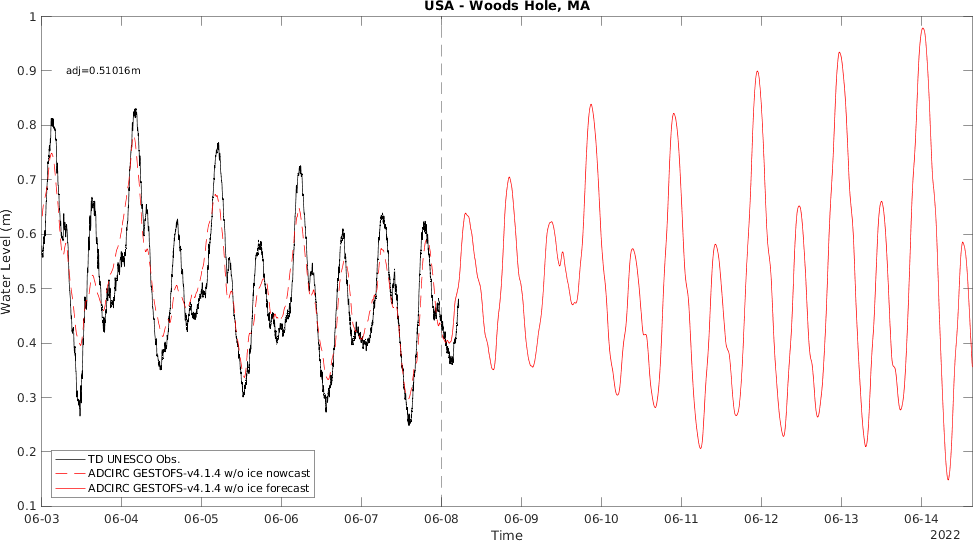 USA - Woods Hole, MA
adj=0.51016m
Water Level (m)
1
0.9
0.8
0.7
0.6
0.5
0.4
0.3
0.2
0.1
TD UNESCO Obs.
ADCIRC GESTOFS-v4.1.4 w/o ice nowcast
ADCIRC GESTOFS-v4.1.4 w/o ice forecast
06-03 06-04 06-05 06-06 06-07 06-08 06-09 06-10 06-11 06-12 06-13 06-14
Time
2022